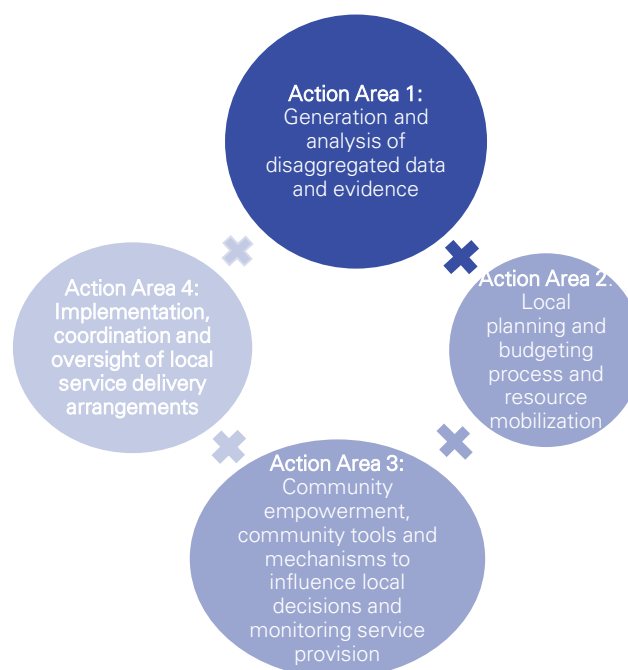 Action Area 1:
Generation and
analysis of
disaggregated data
and evidence
Action Area 2:
Local
planning and
budgeting
process and
resource
mobilization
Action Area 3:
Community
empowerment,
community tools and
mechanisms to
influence local
decisions and
monitoring service
provision
Action Area 4:
Implementation,
coordination and
oversight of local
service delivery
arrangements